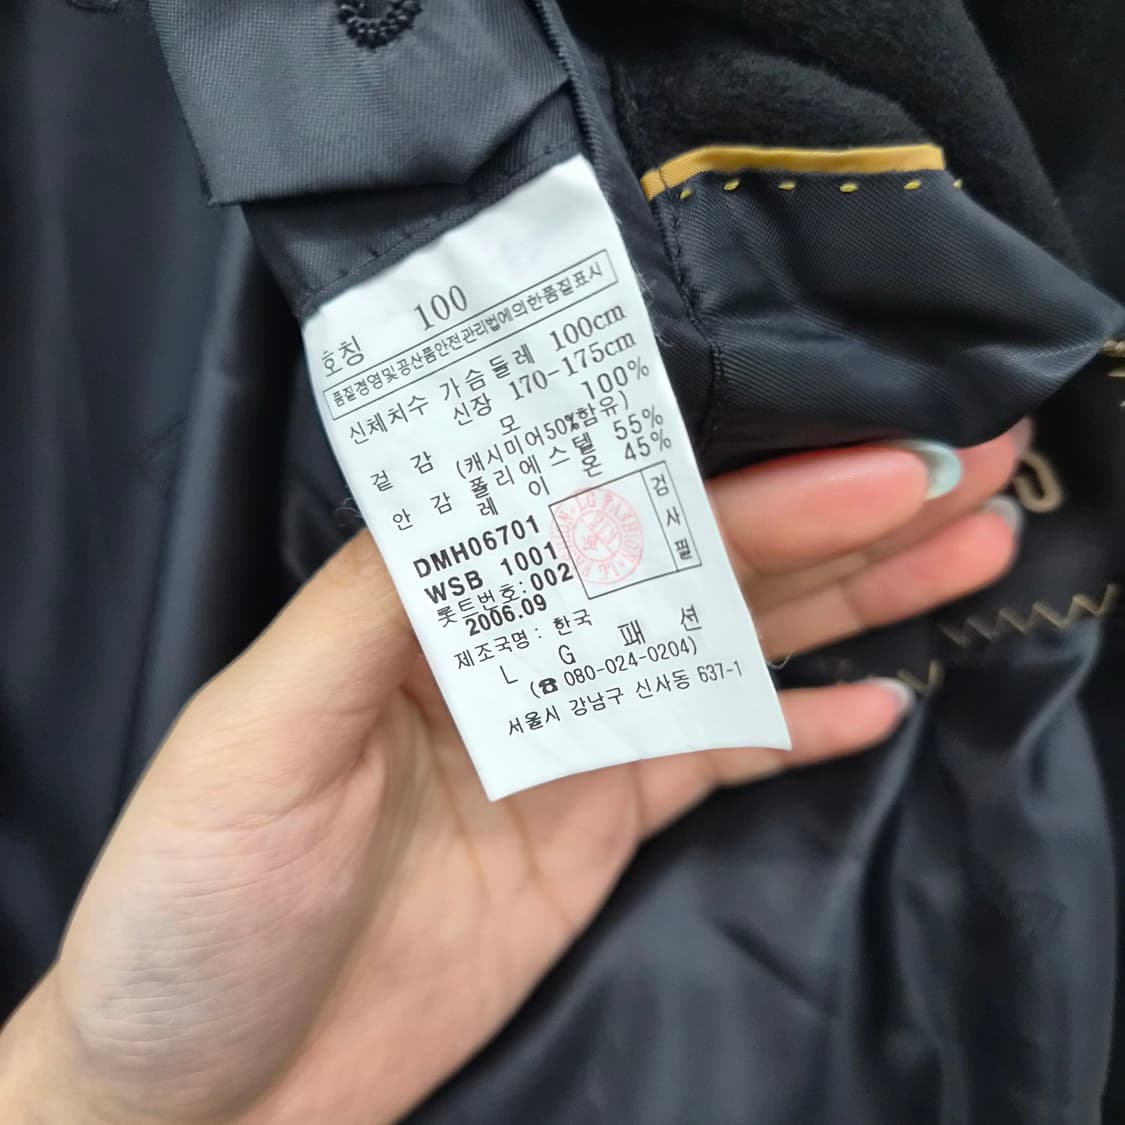 호칭 100
품질경영및공산품안전관리법에의한품질표시
신체치수 가슴둘레 100cm
신장 170-175cm
겉감 모 100%
(캐시미어50%함유)
안감 폴리에스텔 55%
레이온 45%
DMH06701
WSB 1001
롯트번호:002
2006.09
검사필
LG FASHION
제조국명 : 한국
LG패션
(☎ 080-024-0204)
서울시 강남구 신사동 637-1